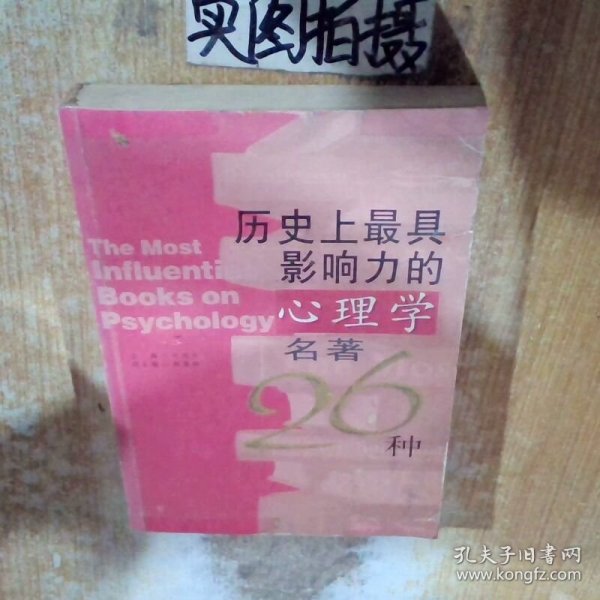 实图拍摄
历史上最具
影响力的
心理学
名著
26
种
The Most
Influenti
Books on
Psychology
孔夫子旧书网
www.kongfz.com